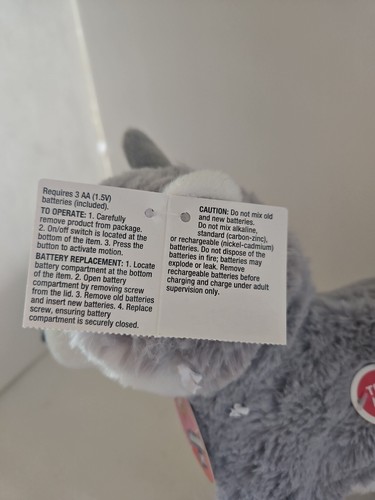 Requires 3 AA (1.5V)
batteries (included).
TO OPERATE: 1. Carefully
remove product from package.
2. On/off switch is located at the
bottom of the item. 3. Press the
button to activate motion.
BATTERY REPLACEMENT: 1. Locate
battery compartment at the bottom
of the item. 2. Open battery
compartment by removing screw
from the lid. 3. Remove old batteries
and insert new batteries. 4. Replace
screw, ensuring battery
compartment is securely closed.
CAUTION: Do not mix old
and new batteries.
Do not mix alkaline,
standard (carbon-zinc),
or rechargeable (nickel-cadmium)
batteries. Do not dispose of the
batteries in fire; batteries may
explode or leak. Remove
rechargeable batteries before
charging and charge under adult
supervision only.